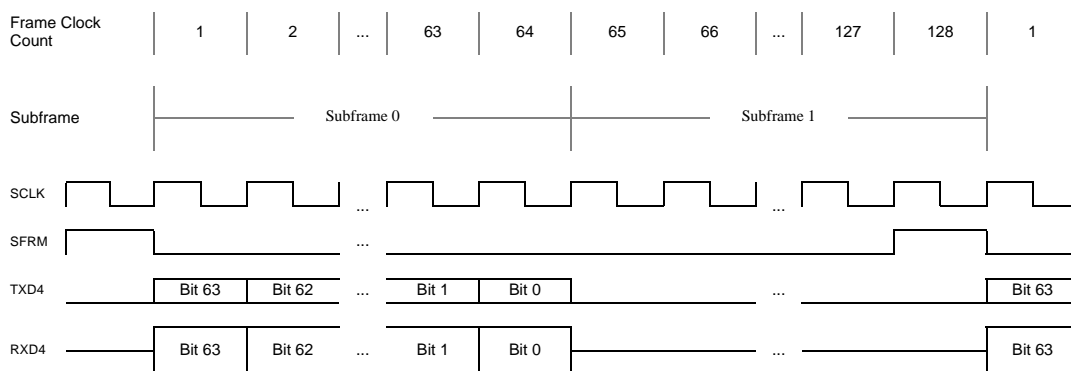 Frame Clock
Count
1 2 ... 63 64 65 66 ... 127 128 1
Subframe Subframe 0 Subframe 1
SCLK ... ...
SFRM ...
TXD4 Bit 63 Bit 62 ... Bit 1 Bit 0 ... Bit 63
RXD4 Bit 63 Bit 62 ... Bit 1 Bit 0 ... Bit 63